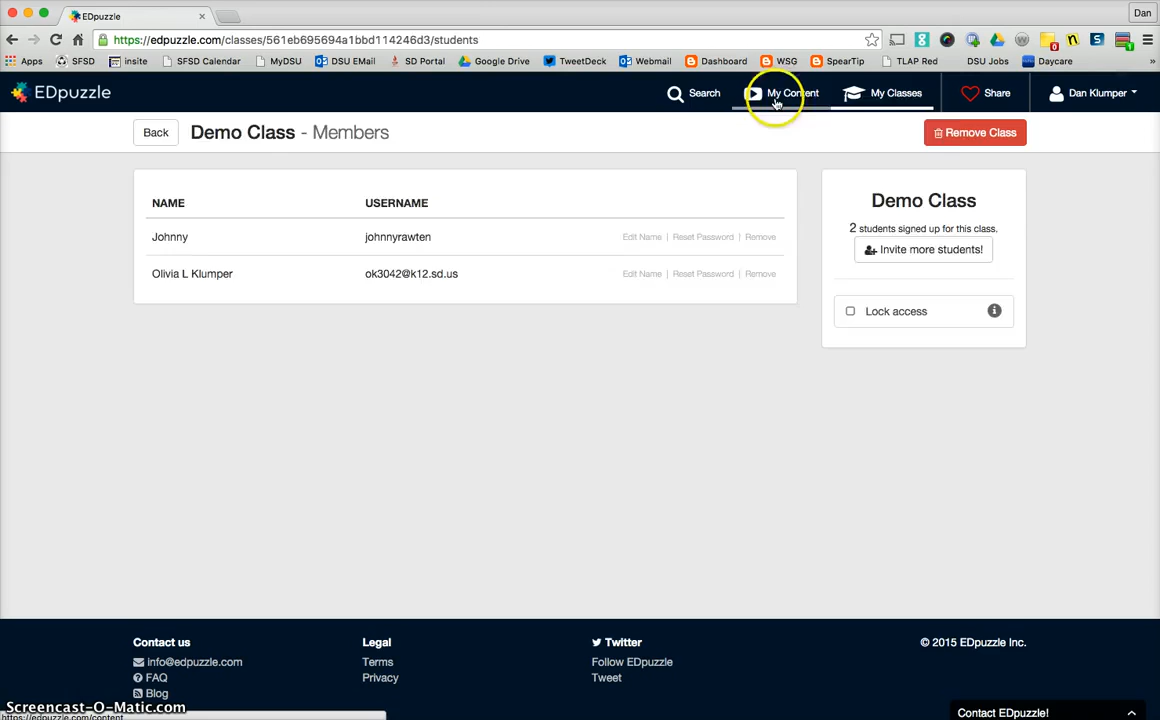 EDpuzzle
Dan
https://edpuzzle.com/classes/561eb695694a1bbd114246d3/students
Apps SFSD insite SFSD Calendar MyDSU DSU EMail SD Portal Google Drive TweetDeck Webmail Dashboard WSG SpearTip TLAP Red DSU Jobs Daycare »
EDpuzzle Search My Content My Classes Share Dan Klumper
Back Demo Class - Members Remove Class
NAME USERNAME
Johnny johnnyrawten Edit Name | Reset Password | Remove
Olivia L Klumper ok3042@k12.sd.us Edit Name | Reset Password | Remove
Demo Class
2 students signed up for this class.
Invite more students!
Lock access
Contact us Legal Twitter © 2015 EDpuzzle Inc.
info@edpuzzle.com Terms Follow EDpuzzle
FAQ Privacy Tweet
Blog
Screencast-O-Matic.com
https://edpuzzle.com/content
Contact EDpuzzle!